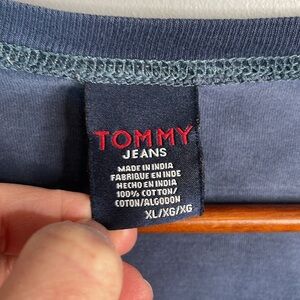 TOMMY
JEANS
MADE IN INDIA
FABRIQUE EN INDE
HECHO EN INDIA
100% COTTON/
COTON/ALGODON
XL/XG/XG